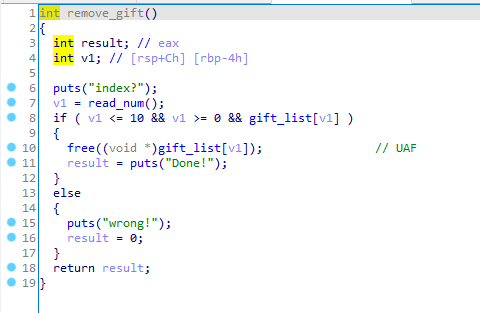 1 int remove_gift()
2 {
3 int result; // eax
4 int v1; // [rsp+Ch] [rbp-4h]
5
6 puts("index?");
7 v1 = read_num();
8 if ( v1 <= 10 && v1 >= 0 && gift_list[v1] )
9 {
10 free((void *)gift_list[v1]); // UAF
11 result = puts("Done!");
12 }
13 else
14 {
15 puts("wrong!");
16 result = 0;
17 }
18 return result;
19 }